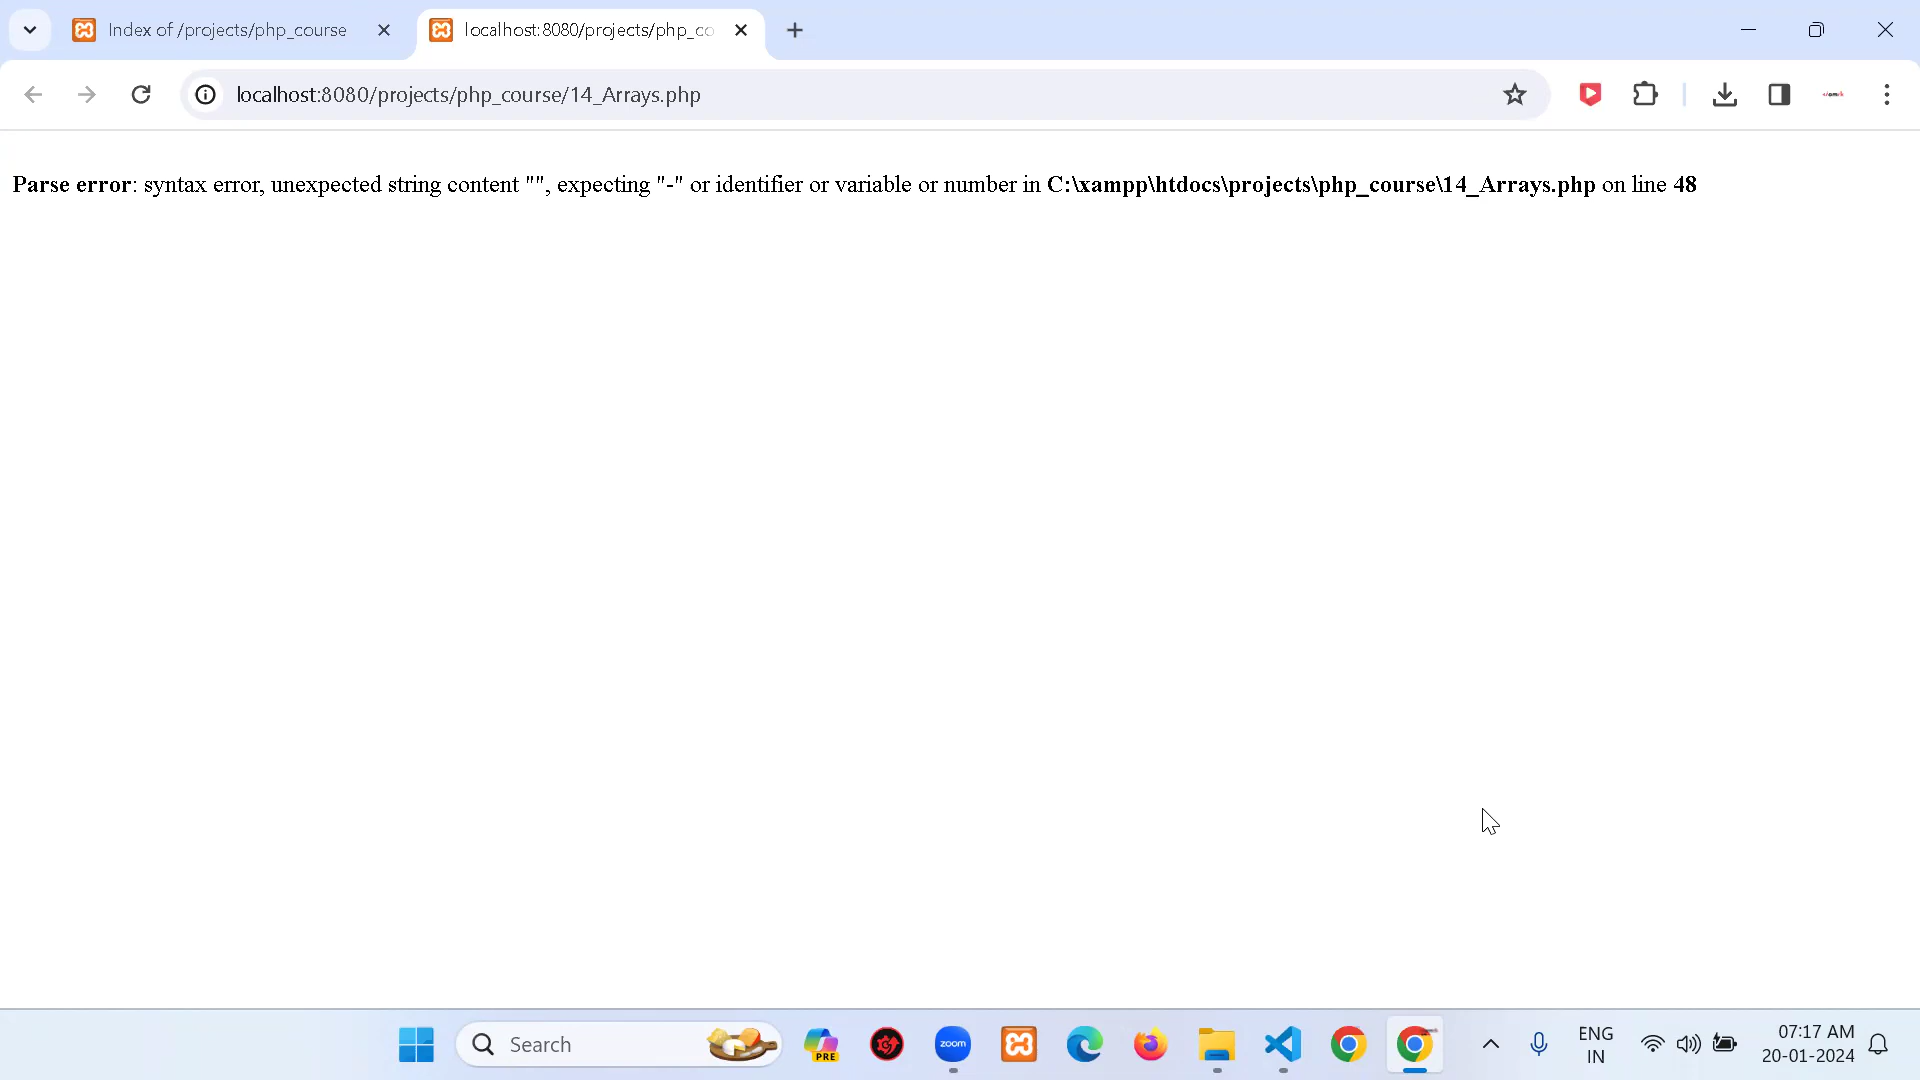 Index of /projects/php_course
localhost:8080/projects/php_co
localhost:8080/projects/php_course/14_Arrays.php
Parse error: syntax error, unexpected string content "", expecting "-" or identifier or variable or number in C:\xampp\htdocs\projects\php_course\14_Arrays.php on line 48
Search
PRE
zoom
ENG
IN
07:17 AM
20-01-2024